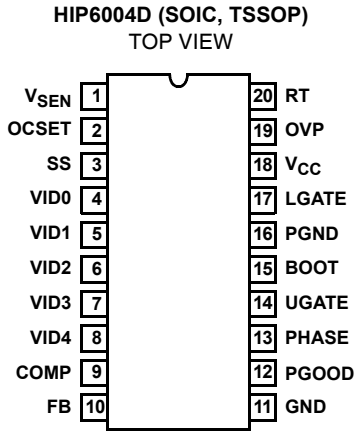 HIP6004D (SOIC, TSSOP)
TOP VIEW
VSEN 1 20 RT
OCSET 2 19 OVP
SS 3 18 VCC
VID0 4 17 LGATE
VID1 5 16 PGND
VID2 6 15 BOOT
VID3 7 14 UGATE
VID4 8 13 PHASE
COMP 9 12 PGOOD
FB 10 11 GND